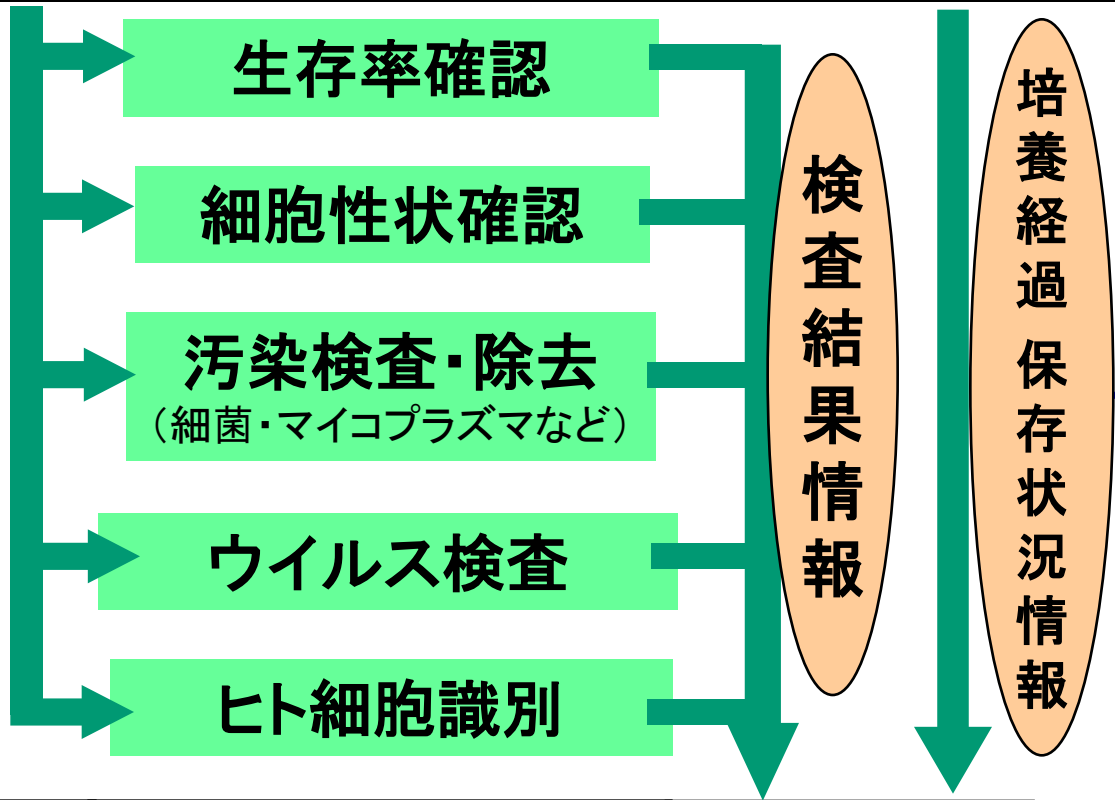 生存率確認
細胞性状確認
汚染検査・除去
（細菌・マイコプラズマなど）
ウイルス検査
ヒト細胞識別
検査結果情報
培養経過 保存状況情報